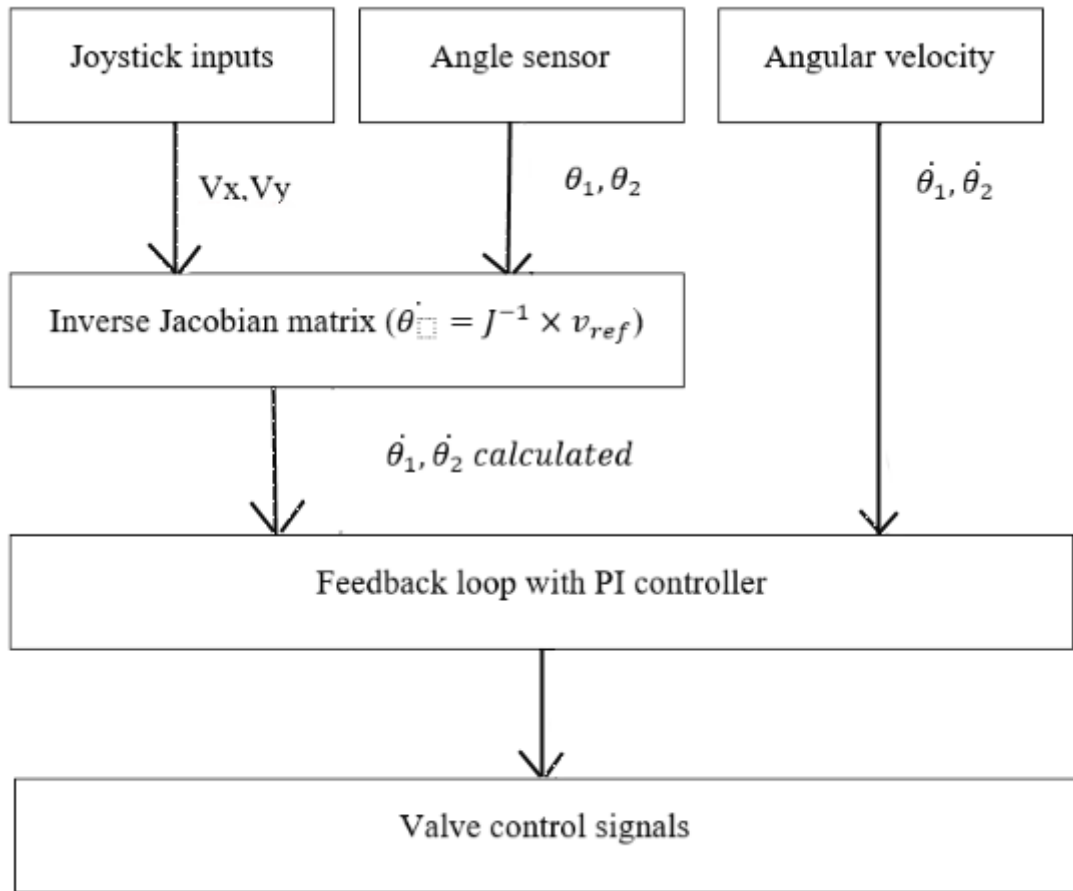 Joystick inputs
Angle sensor
Angular velocity
Vx,Vy
θ₁, θ₂
θ̇₁, θ̇₂
Inverse Jacobian matrix (θ̇ = J⁻¹ × v_ref)
θ̇₁, θ̇₂ calculated
Feedback loop with PI controller
Valve control signals